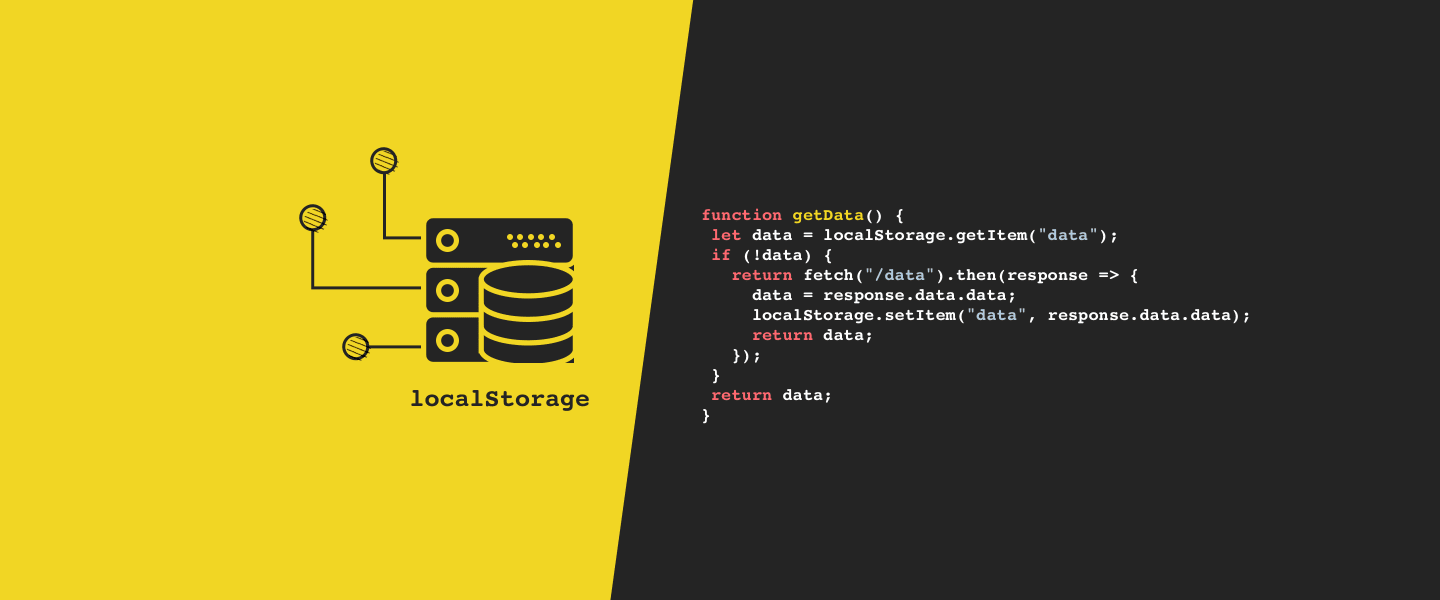 localStorage
function getData() {
 let data = localStorage.getItem("data");
 if (!data) {
   return fetch("/data").then(response => {
     data = response.data.data;
     localStorage.setItem("data", response.data.data);
     return data;
   });
 }
 return data;
}